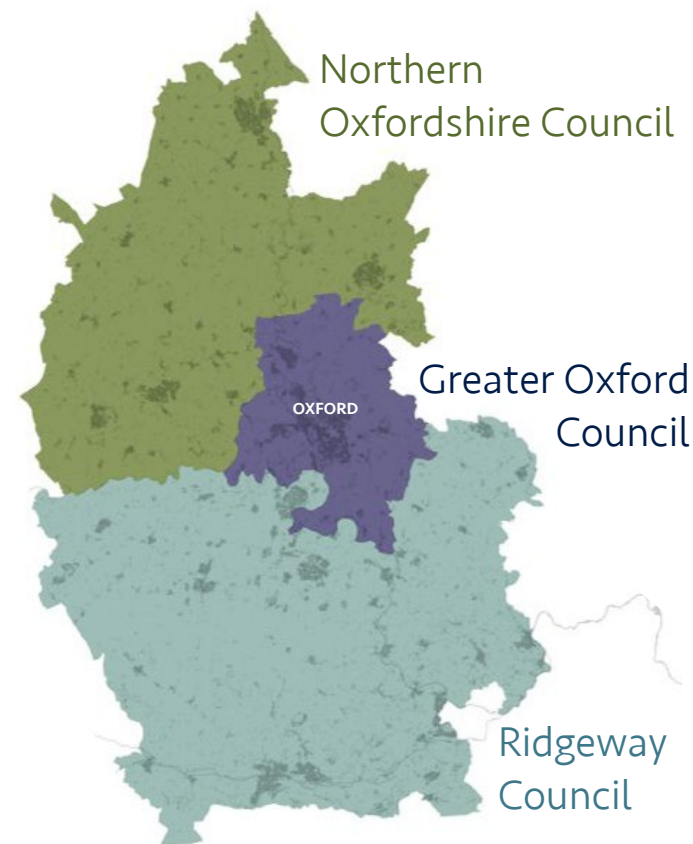 Northern
Oxfordshire Council
Greater Oxford
Council
OXFORD
Ridgeway
Council